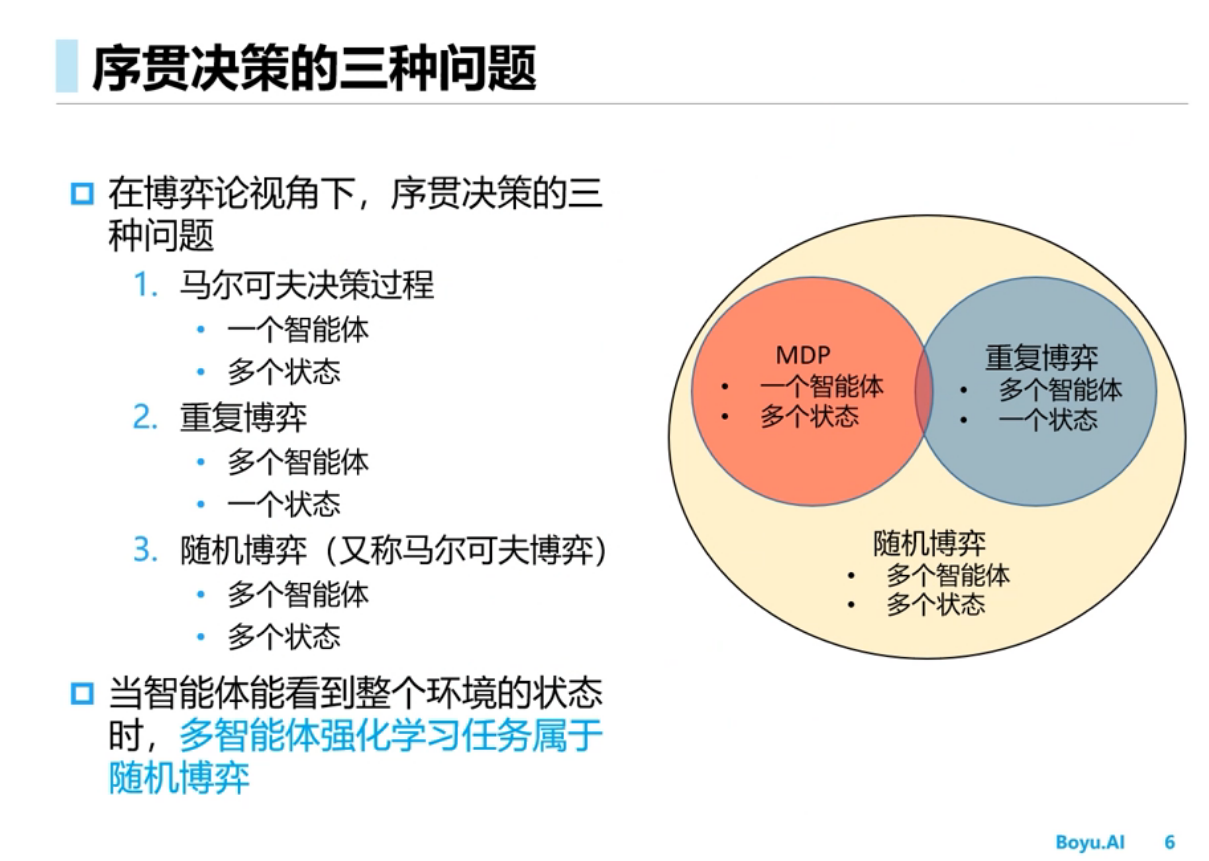 序贯决策的三种问题
在博弈论视角下，序贯决策的三
种问题
1. 马尔可夫决策过程
• 一个智能体
• 多个状态
2. 重复博弈
• 多个智能体
• 一个状态
3. 随机博弈（又称马尔可夫博弈）
• 多个智能体
• 多个状态
当智能体能看到整个环境的状态
时，多智能体强化学习任务属于
随机博弈
MDP
• 一个智能体
• 多个状态
重复博弈
• 多个智能体
• 一个状态
随机博弈
• 多个智能体
• 多个状态
Boyu.AI 6